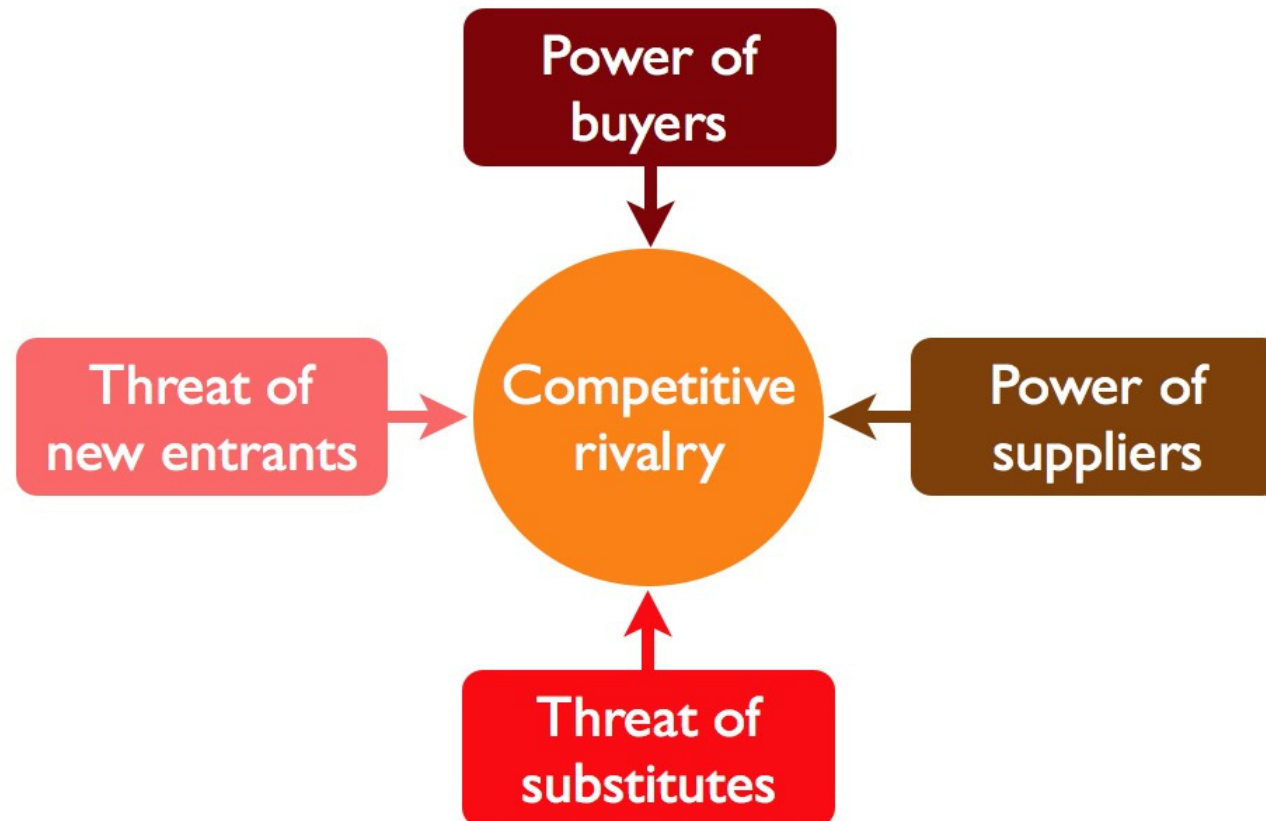 Power of
buyers
Threat of
new entrants
Competitive
rivalry
Power of
suppliers
Threat of
substitutes